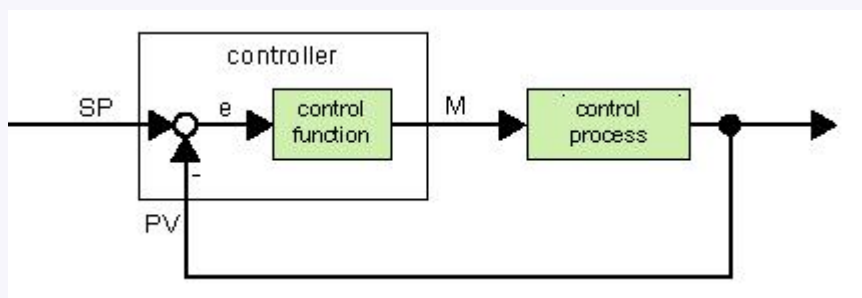 controller
SP
e
control
function
M
control
process
-
PV